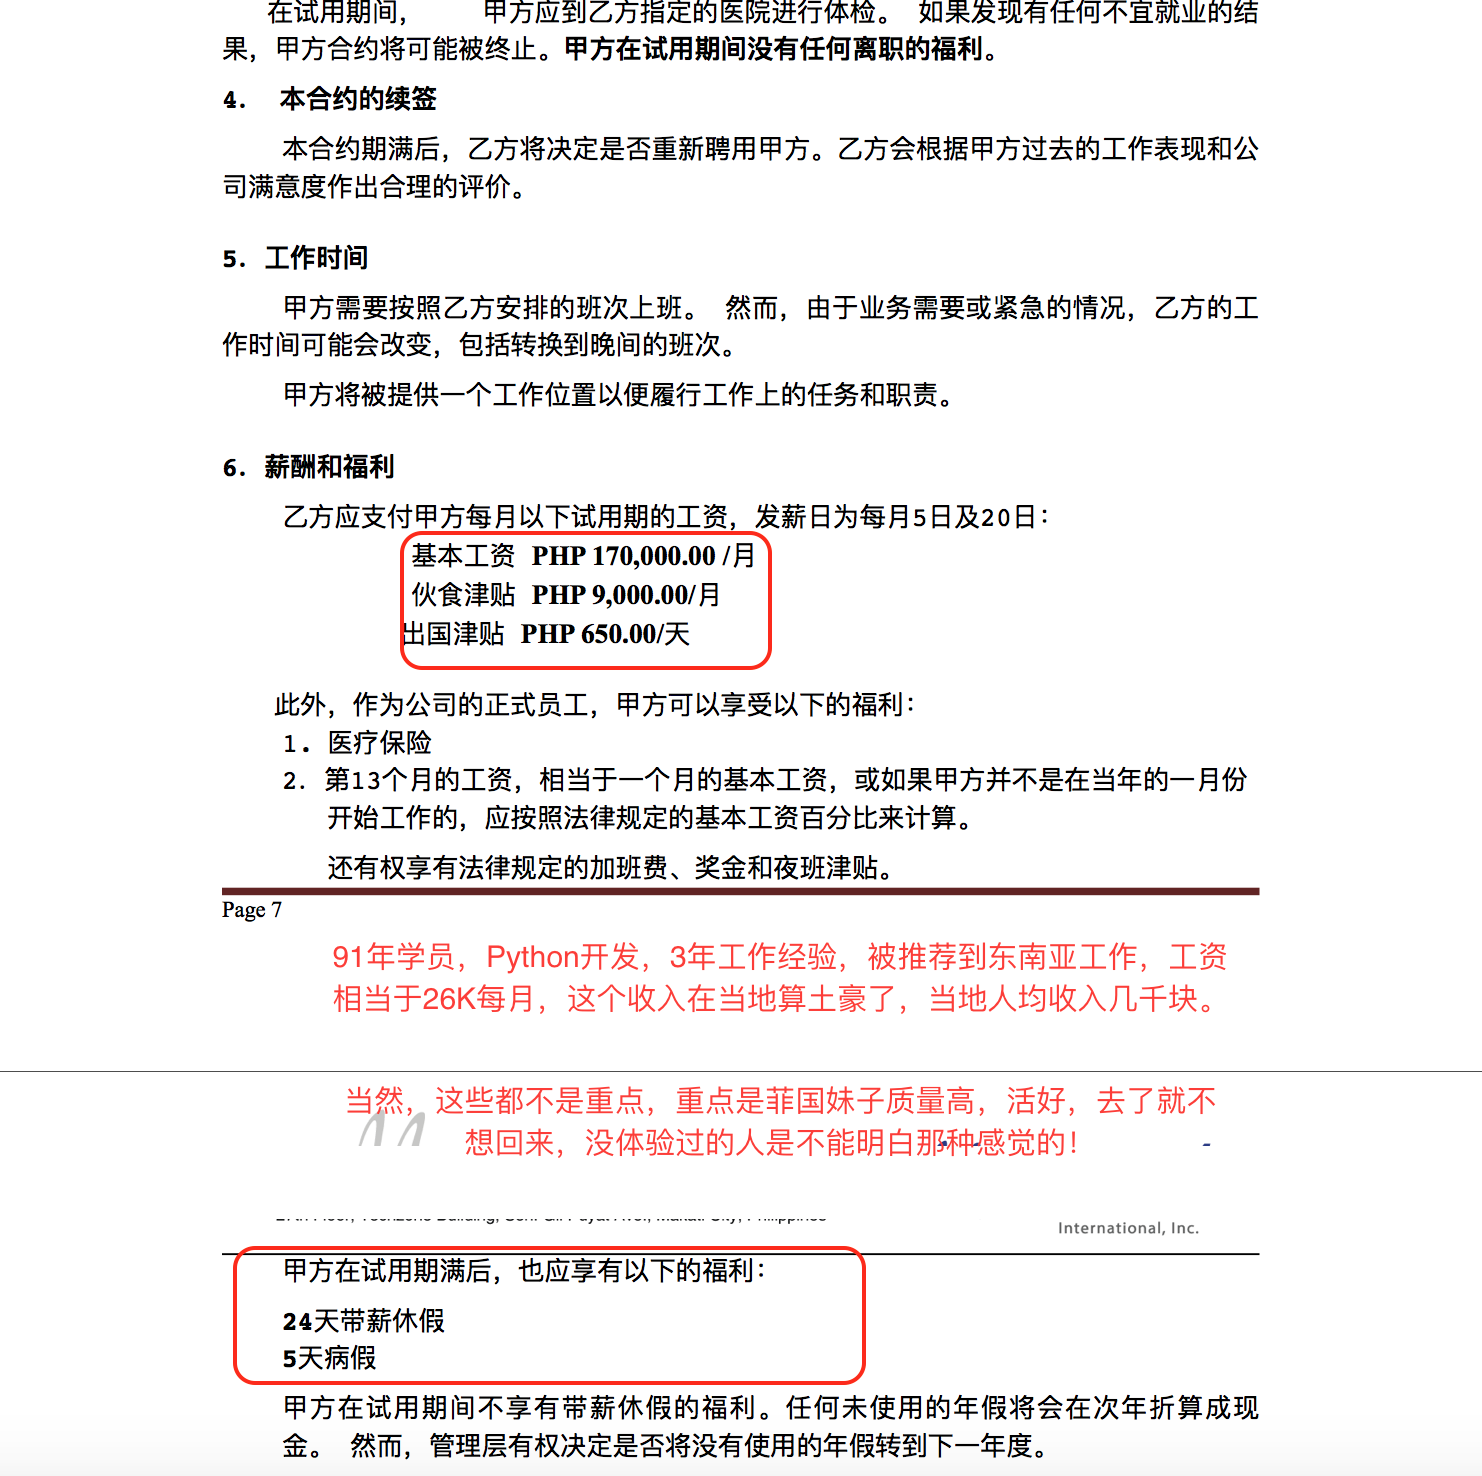 在试用期间， 甲方应到乙方指定的医院进行体检。 如果发现有任何不宜就业的结
果，甲方合约将可能被终止。甲方在试用期间没有任何离职的福利。
4. 本合约的续签
本合约期满后，乙方将决定是否重新聘用甲方。乙方会根据甲方过去的工作表现和公
司满意度作出合理的评价。
5. 工作时间
甲方需要按照乙方安排的班次上班。 然而，由于业务需要或紧急的情况，乙方的工
作时间可能会改变，包括转换到晚间的班次。
甲方将被提供一个工作位置以便履行工作上的任务和职责。
6. 薪酬和福利
乙方应支付甲方每月以下试用期的工资，发薪日为每月5日及20日：
基本工资 PHP 170,000.00 /月
伙食津贴 PHP 9,000.00/月
出国津贴 PHP 650.00/天
此外，作为公司的正式员工，甲方可以享受以下的福利：
1. 医疗保险
2. 第13个月的工资，相当于一个月的基本工资，或如果甲方并不是在当年的一月份
开始工作的，应按照法律规定的基本工资百分比来计算。
还有权享有法律规定的加班费、奖金和夜班津贴。
Page 7
91年学员，Python开发，3年工作经验，被推荐到东南亚工作，工资
相当于26K每月，这个收入在当地算土豪了，当地人均收入几千块。
当然，这些都不是重点，重点是菲国妹子质量高，活好，去了就不
想回来，没体验过的人是不能明白那种感觉的！
International, Inc.
甲方在试用期满后，也应享有以下的福利：
24天带薪休假
5天病假
甲方在试用期间不享有带薪休假的福利。任何未使用的年假将会在次年折算成现
金。 然而，管理层有权决定是否将没有使用的年假转到下一年度。